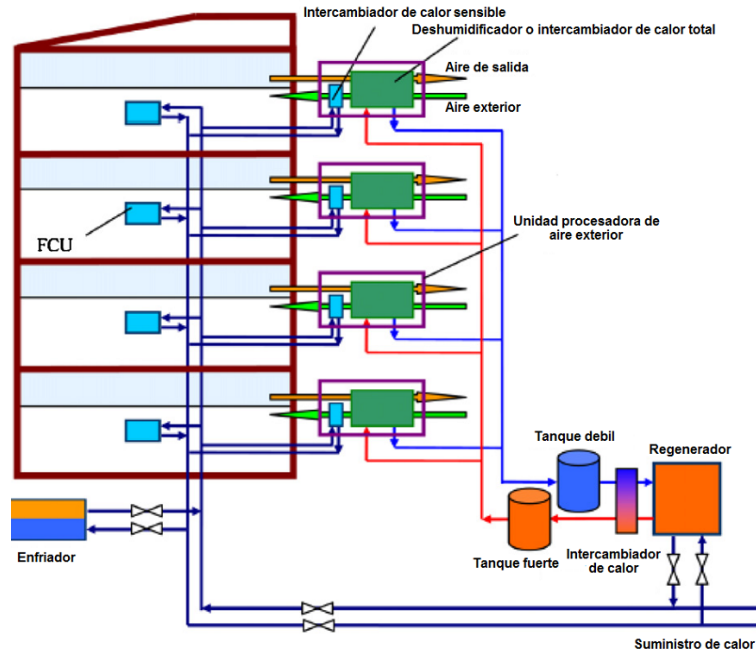 Intercambiador de calor sensible
Deshumidificador o intercambiador de calor total
Aire de salida
Aire exterior
Unidad procesadora de
aire exterior
FCU
Tanque debil
Regenerador
Enfriador
Tanque fuerte
Intercambiador
de calor
Suministro de calor